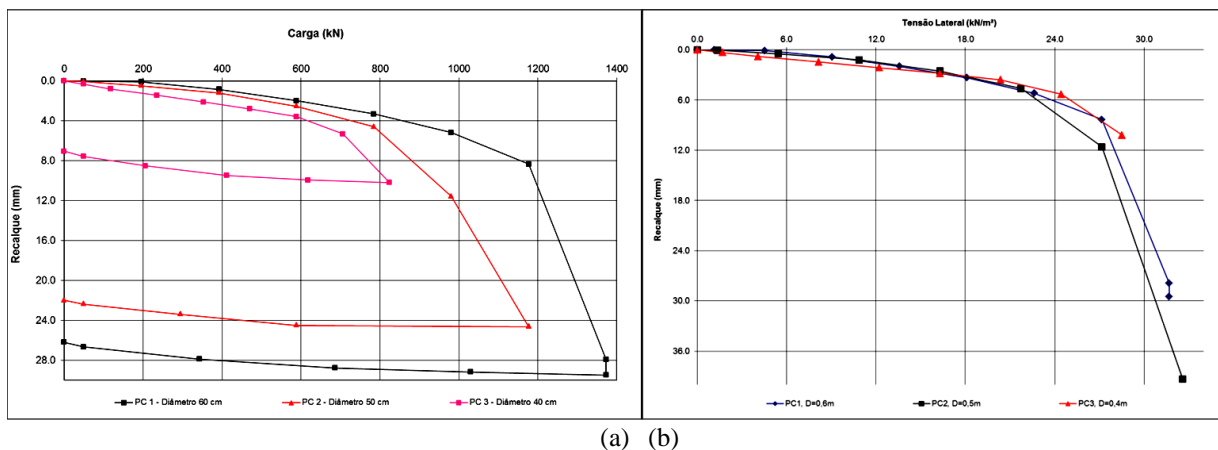 Carga (kN)
0 200 400 600 800 1000 1200 1400
0.0
4.0
8.0
12.0
16.0
20.0
24.0
28.0
Recalque (mm)
PC 1 - Diâmetro 60 cm PC 2 - Diâmetro 50 cm PC 3 - Diâmetro 40 cm
Tensão Lateral (kN/m²)
0.0 6.0 12.0 18.0 24.0 30.0
0.0
6.0
12.0
18.0
24.0
30.0
36.0
Recalque (mm)
PC1, D=0,6m PC2, D=0,5m PC3, D=0,4m
(a) (b)